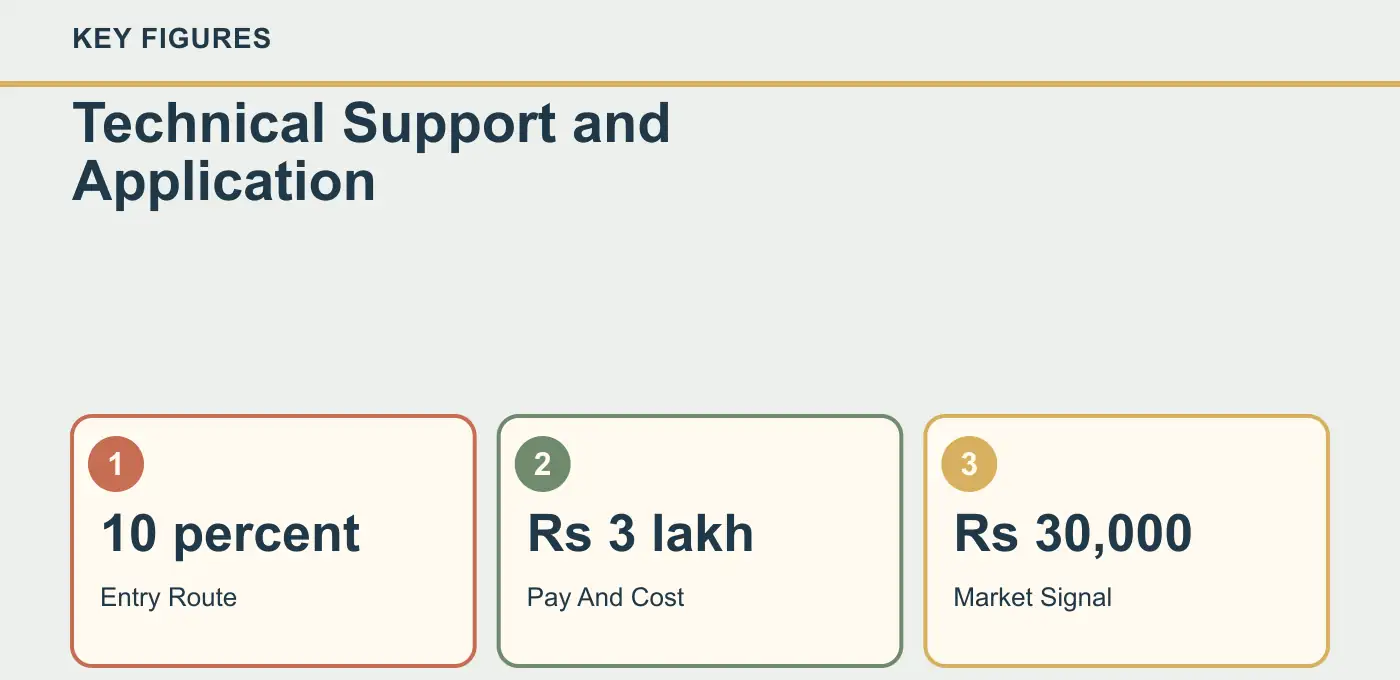 KEY FIGURES
Technical Support and
Application
1
10 percent
Entry Route
2
Rs 3 lakh
Pay And Cost
3
Rs 30,000
Market Signal